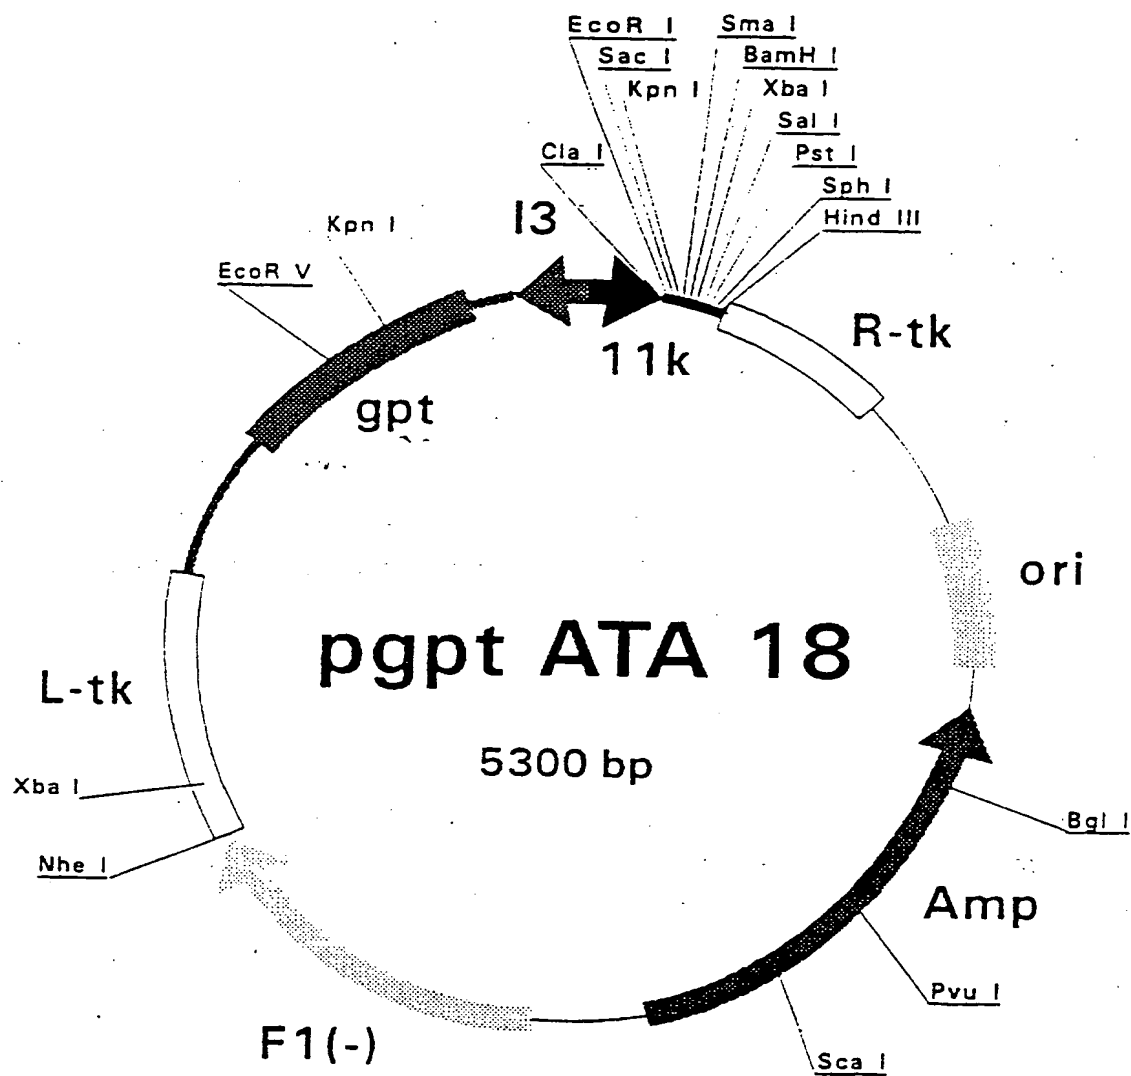 EcoR I
Sma I
Sac I
BamH I
Kpn I
Xba I
Sal I
Cla I
Pst I
Sph I
I3
Hind III
Kpn I
EcoR V
R-tk
11k
gpt
ori
pgpt ATA 18
L-tk
5300 bp
Xba I
Bgl I
Nhe I
Amp
Pvu I
F1(-)
Sca I